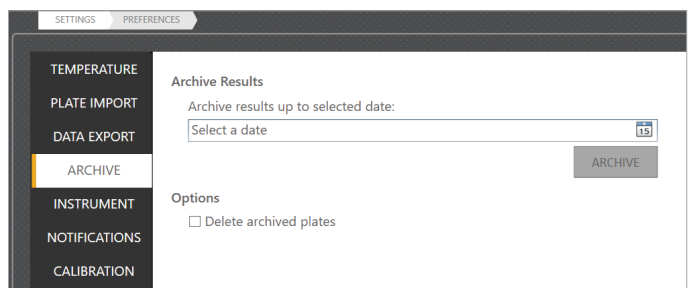 SETTINGS PREFERENCES
TEMPERATURE
PLATE IMPORT
DATA EXPORT
ARCHIVE
INSTRUMENT
NOTIFICATIONS
CALIBRATION
Archive Results
Archive results up to selected date:
Select a date 15
ARCHIVE
Options
Delete archived plates